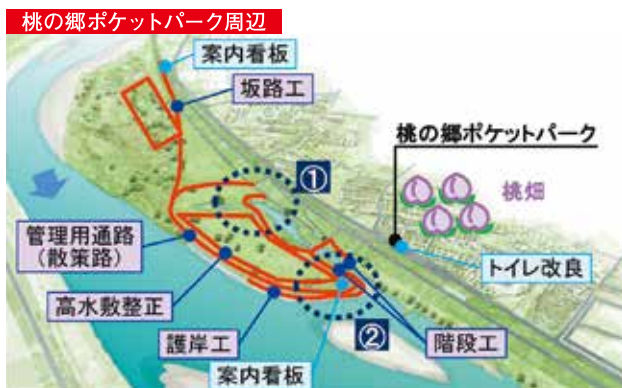 桃の郷ポケットパーク周辺
案内看板
坂路工
桃の郷ポケットパーク
①
桃畑
管理用通路
(散策路)
トイレ改良
高水敷整正
護岸工
②
階段工
案内看板